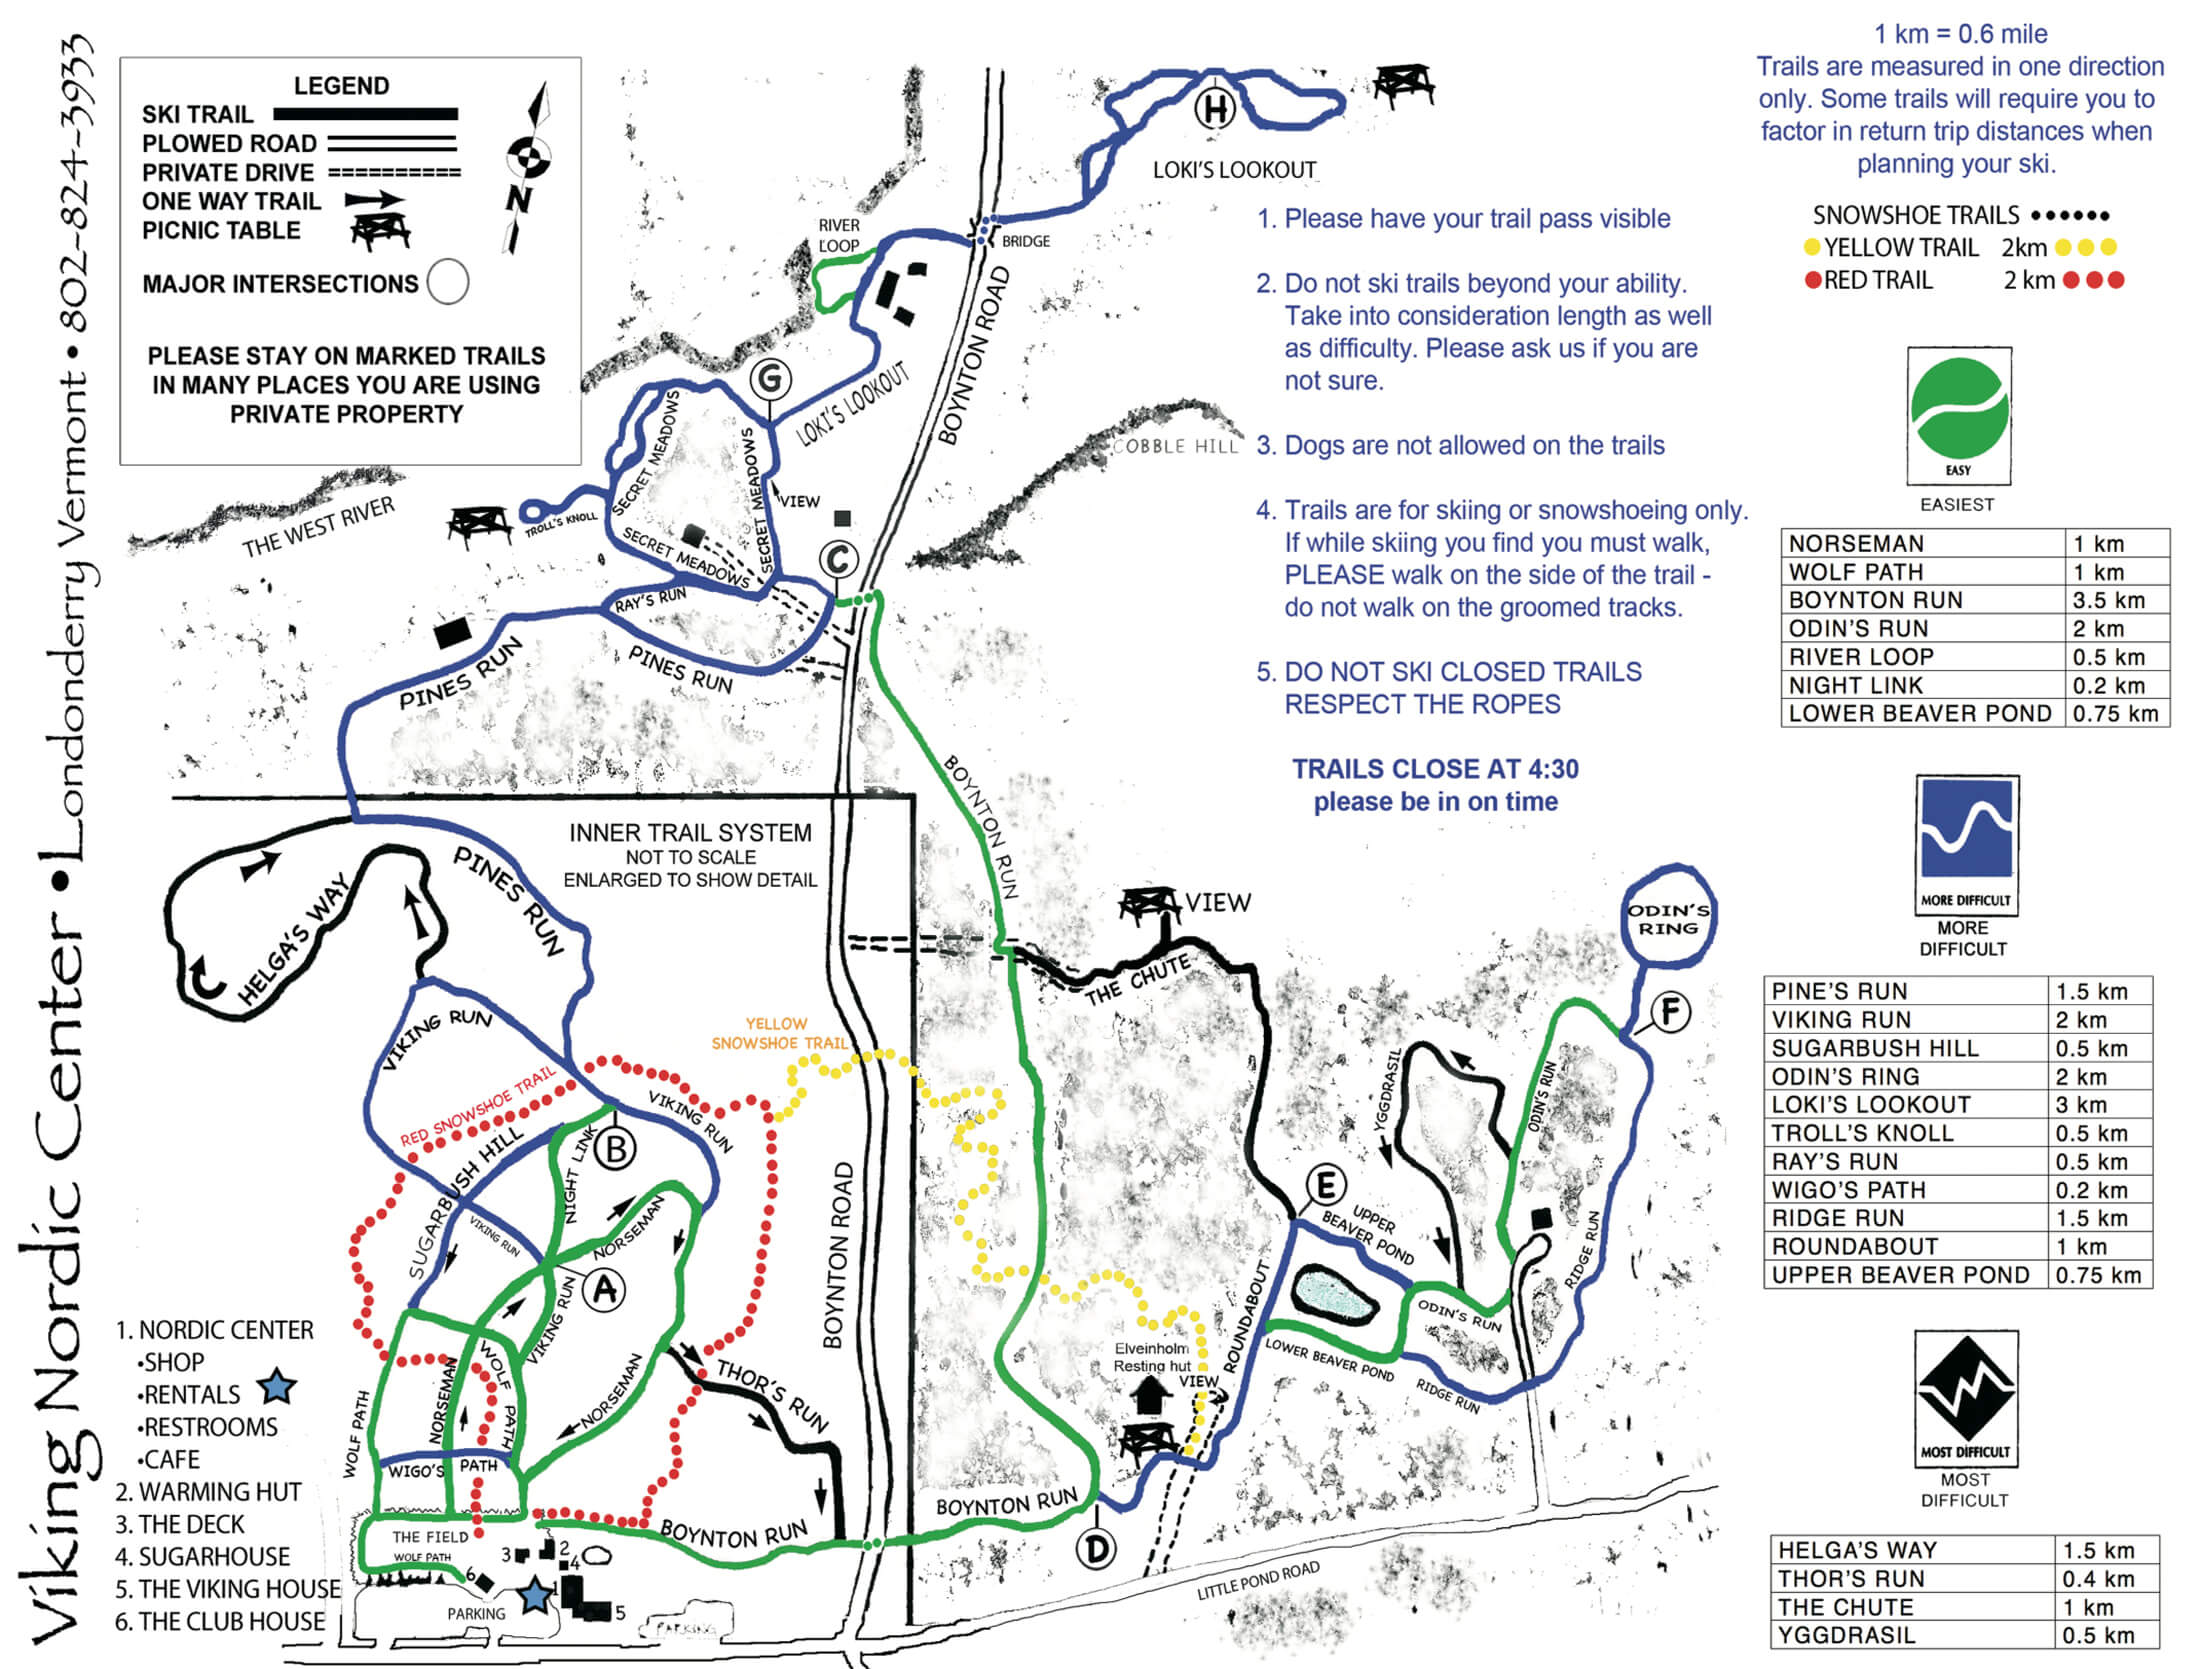 Viking Nordic Center • Londonderry Vermont • 802-824-3933
LEGEND
SKI TRAIL
PLOWED ROAD
PRIVATE DRIVE
ONE WAY TRAIL
PICNIC TABLE
MAJOR INTERSECTIONS
N
PLEASE STAY ON MARKED TRAILS
IN MANY PLACES YOU ARE USING
PRIVATE PROPERTY
1 km = 0.6 mile
Trails are measured in one direction
only. Some trails will require you to
factor in return trip distances when
planning your ski.
SNOWSHOE TRAILS
YELLOW TRAIL 2km
RED TRAIL 2 km
EASY
EASIEST
NORSEMAN 1 km
WOLF PATH 1 km
BOYNTON RUN 3.5 km
ODIN'S RUN 2 km
RIVER LOOP 0.5 km
NIGHT LINK 0.2 km
LOWER BEAVER POND 0.75 km
MORE DIFFICULT
MORE
DIFFICULT
PINE'S RUN 1.5 km
VIKING RUN 2 km
SUGARBUSH HILL 0.5 km
ODIN'S RING 2 km
LOKI'S LOOKOUT 3 km
TROLL'S KNOLL 0.5 km
RAY'S RUN 0.5 km
WIGO'S PATH 0.2 km
RIDGE RUN 1.5 km
ROUNDABOUT 1 km
UPPER BEAVER POND 0.75 km
MOST DIFFICULT
MOST
DIFFICULT
HELGA'S WAY 1.5 km
THOR'S RUN 0.4 km
THE CHUTE 1 km
YGGDRASIL 0.5 km
1. Please have your trail pass visible
2. Do not ski trails beyond your ability.
Take into consideration length as well
as difficulty. Please ask us if you are
not sure.
3. Dogs are not allowed on the trails
4. Trails are for skiing or snowshoeing only.
If while skiing you find you must walk,
PLEASE walk on the side of the trail -
do not walk on the groomed tracks.
5. DO NOT SKI CLOSED TRAILS
RESPECT THE ROPES
TRAILS CLOSE AT 4:30
please be in on time
H
LOKI'S LOOKOUT
RIVER
LOOP
BRIDGE
BOYNTON ROAD
G
LOKI'S LOOKOUT
COBBLE HILL
THE WEST RIVER
SECRET MEADOWS
SECRET MEADOWS
SECRET MEADOWS
VIEW
TROLL'S KNOLL
C
RAY'S RUN
PINES RUN
PINES RUN
BOYNTON RUN
INNER TRAIL SYSTEM
NOT TO SCALE
ENLARGED TO SHOW DETAIL
PINES RUN
HELGA'S WAY
VIEW
THE CHUTE
ODIN'S
RING
F
VIKING RUN
YELLOW
SNOWSHOE TRAIL
RED SNOWSHOE TRAIL
VIKING RUN
SUGARBUSH HILL
NIGHT LINK
B
VIKING RUN
NORSEMAN
A
VIKING RUN
BOYNTON ROAD
YGGDRASIL
ODIN'S RUN
E
UPPER
BEAVER POND
ROUNDABOUT
ODIN'S RUN
RIDGE RUN
LOWER BEAVER POND
RIDGE RUN
Elveinholm
Resting hut
VIEW
WOLF PATH
NORSEMAN
WOLF PATH
NORSEMAN
THOR'S RUN
WIGO'S PATH
THE FIELD
WOLF PATH
BOYNTON RUN
BOYNTON RUN
D
LITTLE POND ROAD
3
2
4
6
1
5
PARKING
PARKING
1. NORDIC CENTER
•SHOP
•RENTALS
•RESTROOMS
•CAFE
2. WARMING HUT
3. THE DECK
4. SUGARHOUSE
5. THE VIKING HOUSE
6. THE CLUB HOUSE